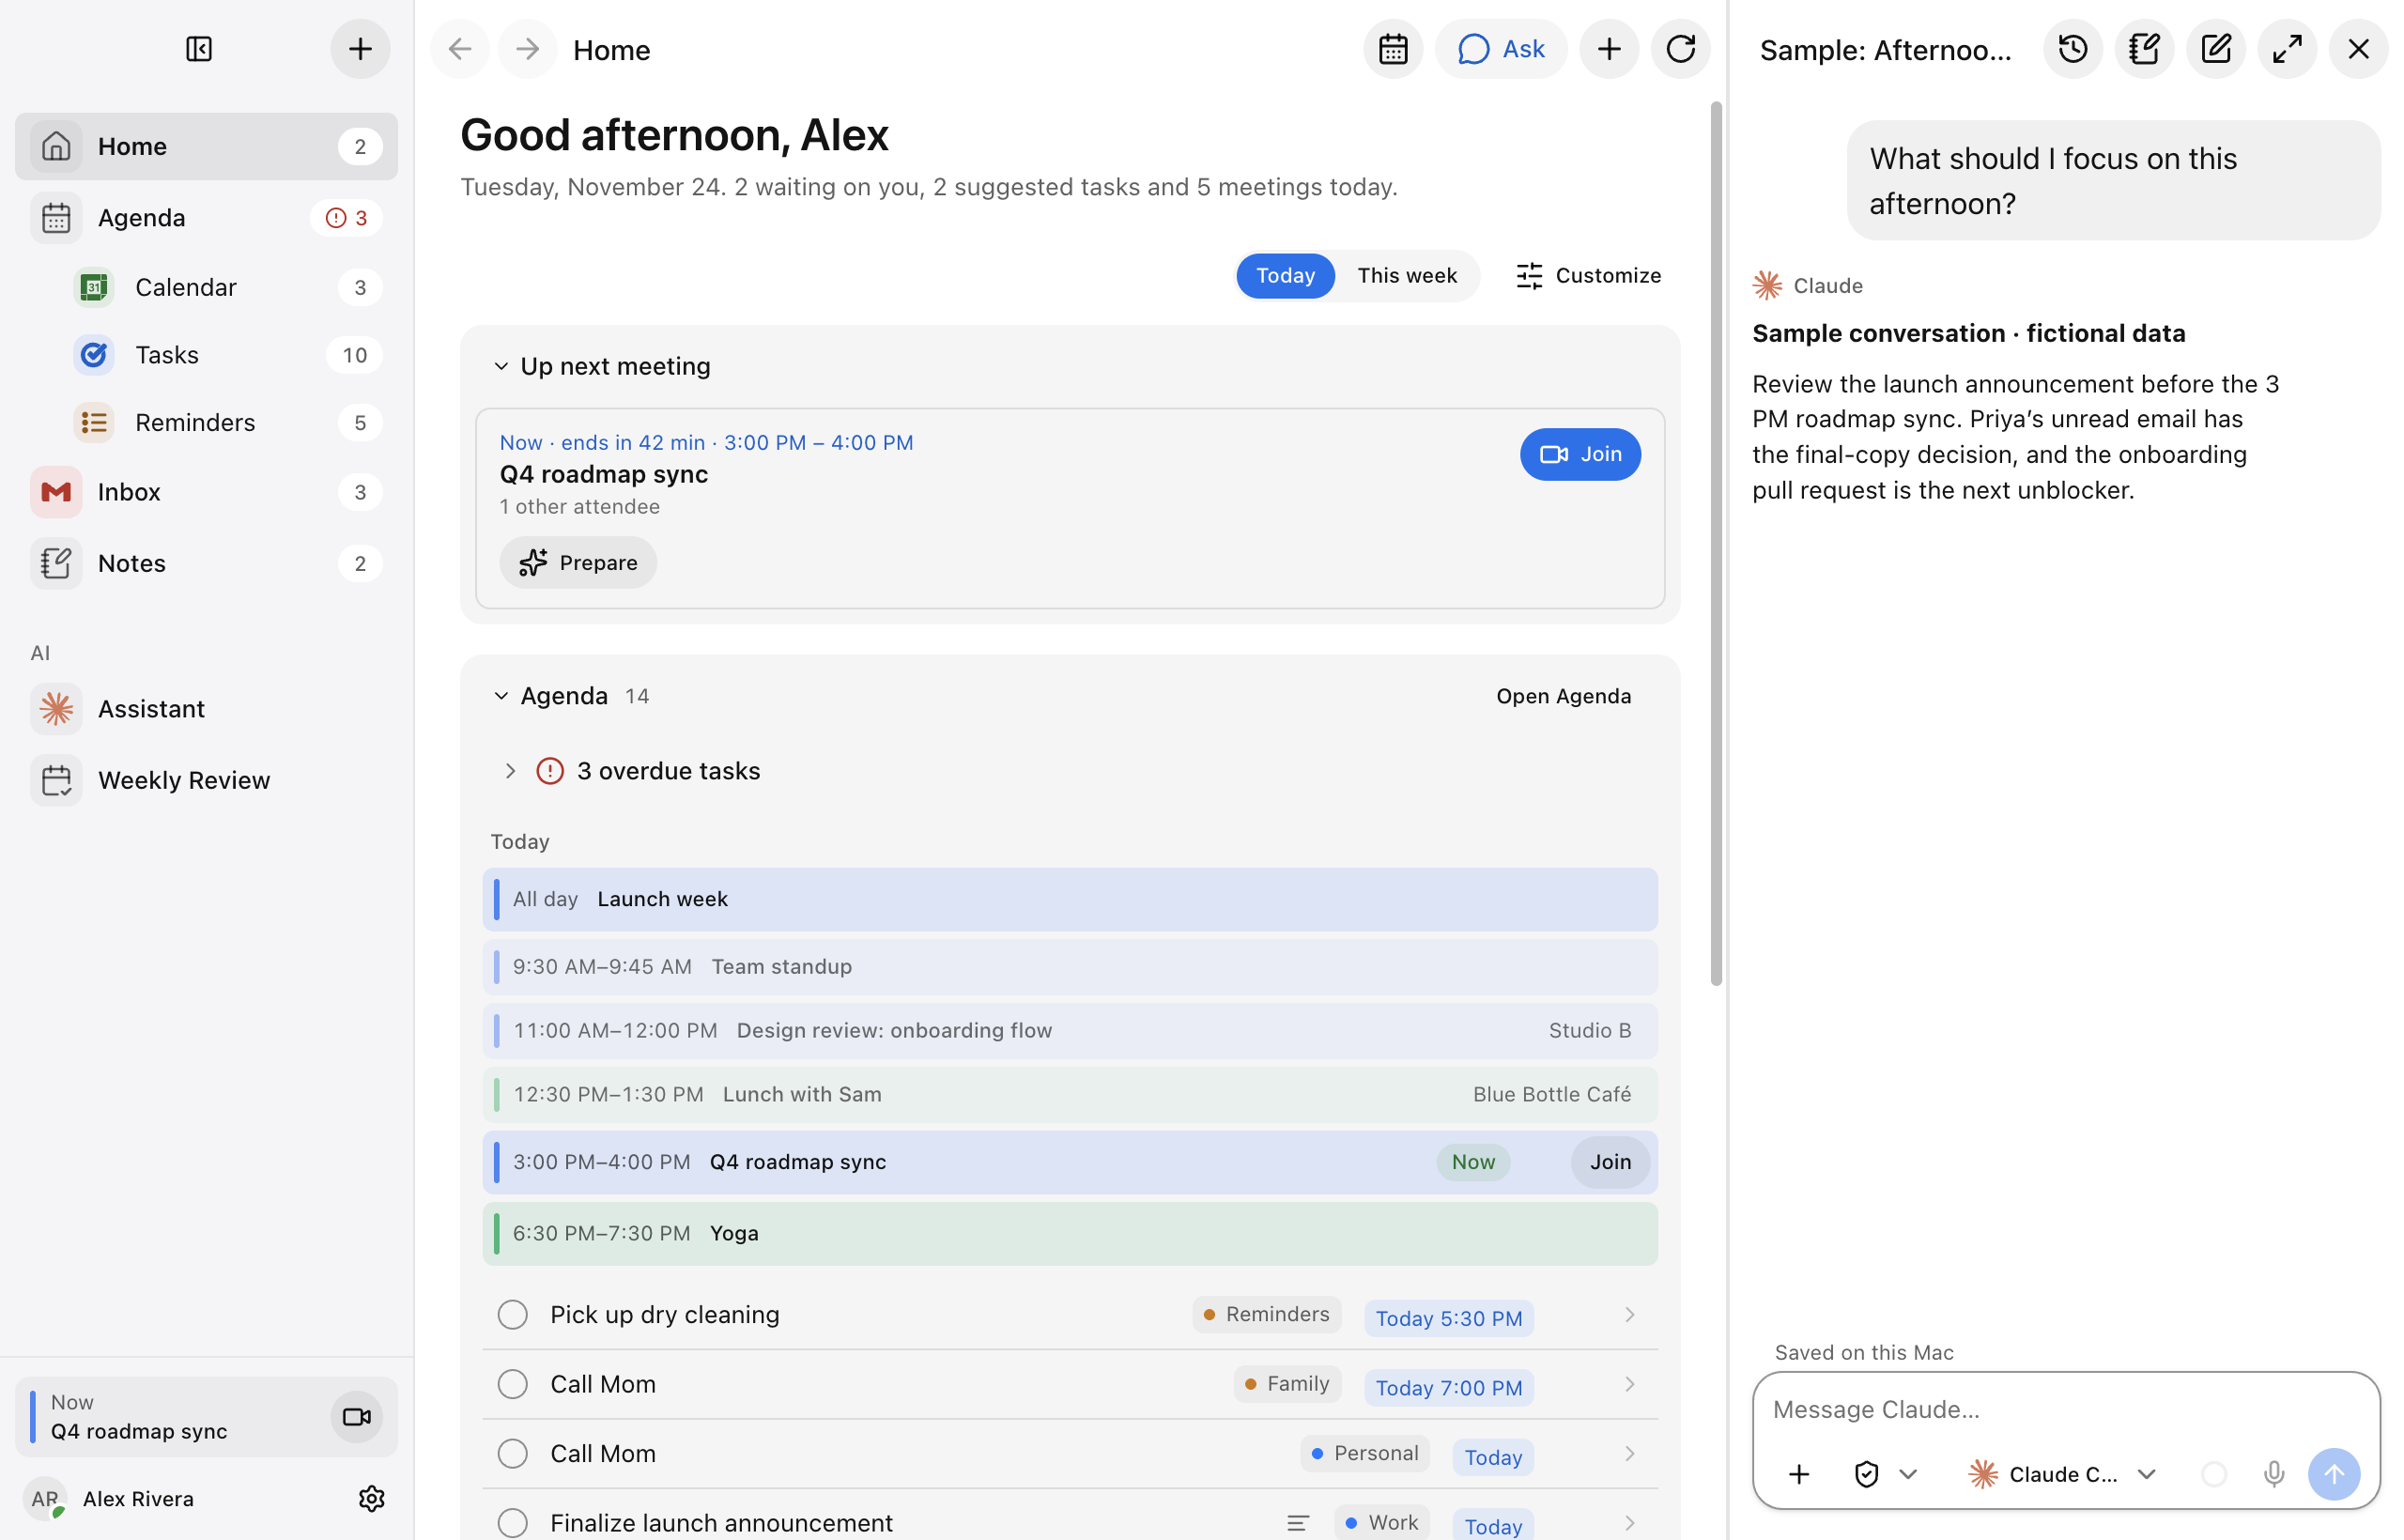 Home 2
Agenda 3
31 Calendar 3
Tasks 10
Reminders 5
Inbox 3
Notes 2
AI
Assistant
Weekly Review
Now
Q4 roadmap sync
AR Alex Rivera
Home
Ask
Good afternoon, Alex
Tuesday, November 24. 2 waiting on you, 2 suggested tasks and 5 meetings today.
Today This week Customize
Up next meeting
Now · ends in 42 min · 3:00 PM – 4:00 PM
Q4 roadmap sync
1 other attendee
Join
Prepare
Agenda 14 Open Agenda
3 overdue tasks
Today
All day Launch week
9:30 AM–9:45 AM Team standup
11:00 AM–12:00 PM Design review: onboarding flow Studio B
12:30 PM–1:30 PM Lunch with Sam Blue Bottle Café
3:00 PM–4:00 PM Q4 roadmap sync Now Join
6:30 PM–7:30 PM Yoga
Pick up dry cleaning Reminders Today 5:30 PM
Call Mom Family Today 7:00 PM
Call Mom Personal Today
Finalize launch announcement Work Today
Sample: Afternoo...
What should I focus on this
afternoon?
Claude
Sample conversation · fictional data
Review the launch announcement before the 3
PM roadmap sync. Priya’s unread email has
the final-copy decision, and the onboarding
pull request is the next unblocker.
Saved on this Mac
Message Claude...
Claude C...